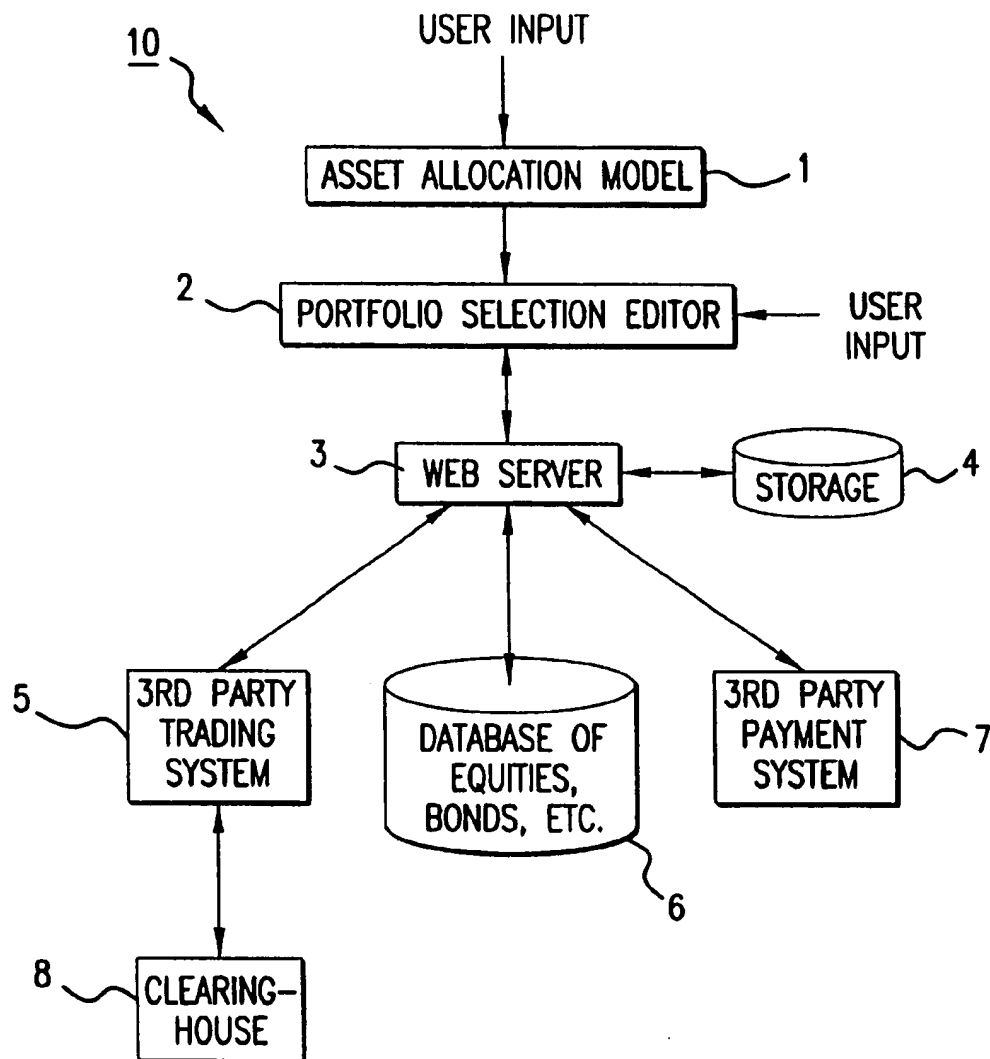 USER INPUT
10
ASSET ALLOCATION MODEL
1
2
PORTFOLIO SELECTION EDITOR
USER
INPUT
3
WEB SERVER
STORAGE
4
5
3RD PARTY
TRADING
SYSTEM
DATABASE OF
EQUITIES,
BONDS, ETC.
6
3RD PARTY
PAYMENT
SYSTEM
7
8
CLEARING-
HOUSE